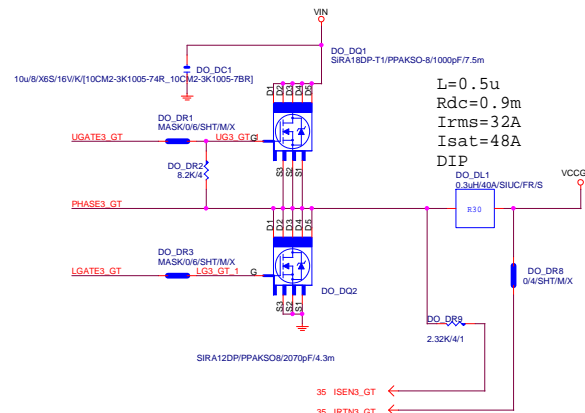 VIN
DO_DQ1
SiRA18DP-T1/PPAKSO-8/1000pF/7.5m
DO_DC1
10u/8/X6S/16V/K/[10CM2-3K1005-74R_10CM2-3K1005-7BR]
L=0.5u
Rdc=0.9m
Irms=32A
Isat=48A
DIP
D1 D2 D3 D4 D5
DO_DR1
MASK/0/6/SHT/M/X
UGATE3_GT
UG3_GT
G
DO_DR2
8.2K/4
S3 S2 S1
DO_DL1
0.3uH/40A/SIUC/FR/S
R30
VCCG
PHASE3_GT
D1 D2 D3 D4 D5
DO_DR3
MASK/0/6/SHT/M/X
LGATE3_GT
LG3_GT_1
G
DO_DQ2
S3 S2 S1
DO_DR8
0/4/SHT/M/X
DO_DR9
2.32K/4/1
SIRA12DP/PPAKSO8/2070pF/4.3m
35 ISEN3_GT
35 IRTN3_GT